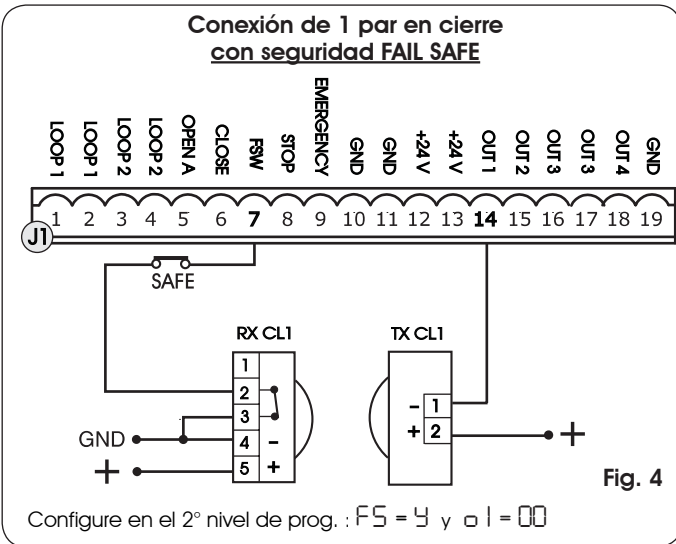 Conexión de 1 par en cierre
con seguridad FAIL SAFE
LOOP 1 LOOP 1 LOOP 2 LOOP 2 OPEN A CLOSE FSW STOP EMERGENCY GND GND +24 V +24 V OUT 1 OUT 2 OUT 3 OUT 3 OUT 4 GND
1 2 3 4 5 6 7 8 9 10 11 12 13 14 15 16 17 18 19
J1
SAFE
RX CL1 TX CL1
1
2
3
GND 4 -
+ 5 +
- 1
+ 2 +
Fig. 4
Configure en el 2° nivel de prog. : FS = Y y o1 = 00